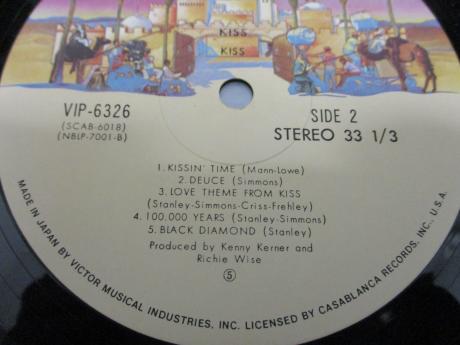 KISS
KISS
VIP-6326
(SCAB-6018)
(NBLP-7001-B)
SIDE 2
STEREO 33 1/3
1. KISSIN' TIME (Mann-Lowe)
2. DEUCE (Simmons)
3. LOVE THEME FROM KISS
(Stanley-Simmons-Criss-Frehley)
4. 100.000 YEARS (Stanley-Simmons)
5. BLACK DIAMOND (Stanley)
Produced by Kenny Kerner and
Richie Wise
⑤
MADE IN JAPAN BY VICTOR MUSICAL INDUSTRIES, INC. LICENSED BY CASABLANCA RECORDS, INC., U.S.A.